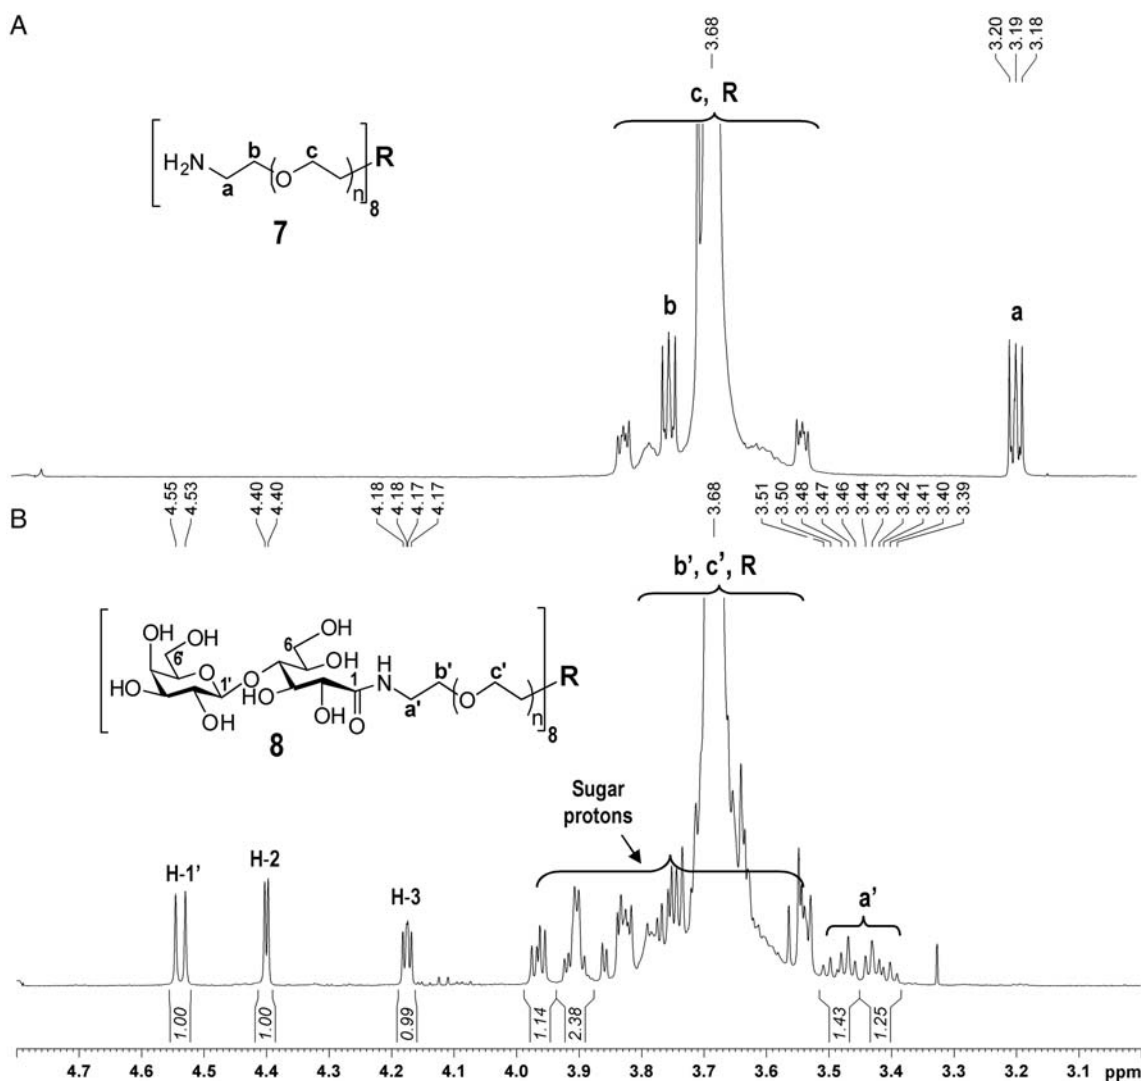 A
3.68
3.20
3.19
3.18
c, R
H₂N
a
b
O
c
n
8
R
7
b
a
4.55
4.53
4.40
4.40
4.18
4.18
4.17
4.17
3.68
3.51
3.50
3.48
3.47
3.46
3.44
3.43
3.42
3.41
3.40
3.39
B
b', c', R
OH
OH
6'
O
HO
1'
OH
O
6
OH
OH
HO
OH
1
O
H
N
a'
b'
O
c'
n
8
R
8
Sugar
protons
H-1'
H-2
H-3
a'
1.00
1.00
0.99
1.14
2.38
1.43
1.25
4.7 4.6 4.5 4.4 4.3 4.2 4.1 4.0 3.9 3.8 3.7 3.6 3.5 3.4 3.3 3.2 3.1 ppm